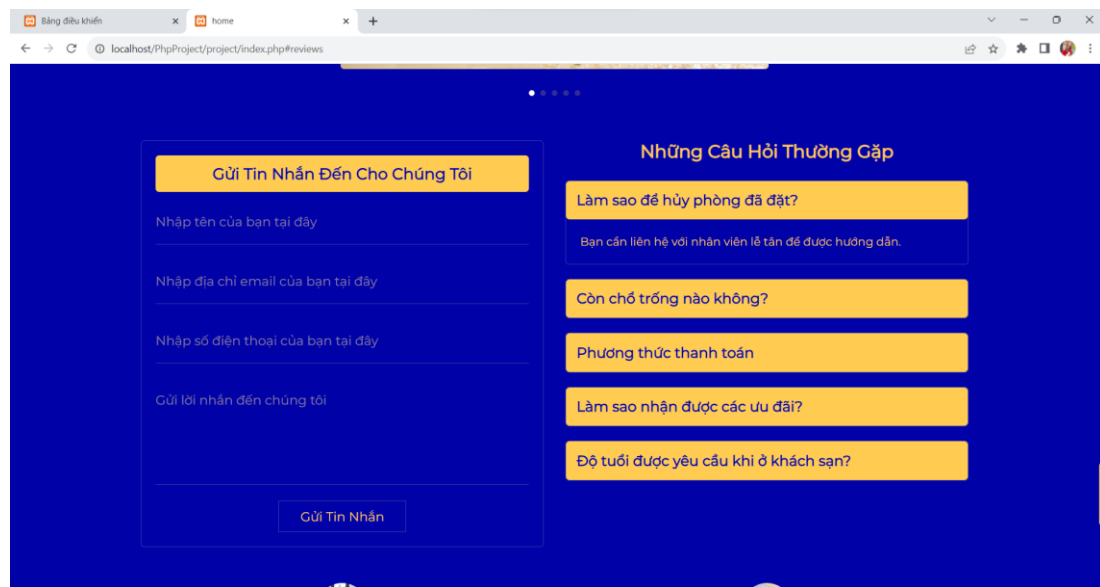 Bảng điều khiển
home
localhost/PhpProject/project/index.php#reviews
Gửi Tin Nhắn Đến Cho Chúng Tôi
Nhập tên của bạn tại đây
Nhập địa chỉ email của bạn tại đây
Nhập số điện thoại của bạn tại đây
Gửi lời nhắn đến chúng tôi
Gửi Tin Nhắn
Những Câu Hỏi Thường Gặp
Làm sao để hủy phòng đã đặt?
Bạn cần liên hệ với nhân viên lễ tân để được hướng dẫn.
Còn chổ trống nào không?
Phương thức thanh toán
Làm sao nhận được các ưu đãi?
Độ tuổi được yêu cầu khi ở khách sạn?